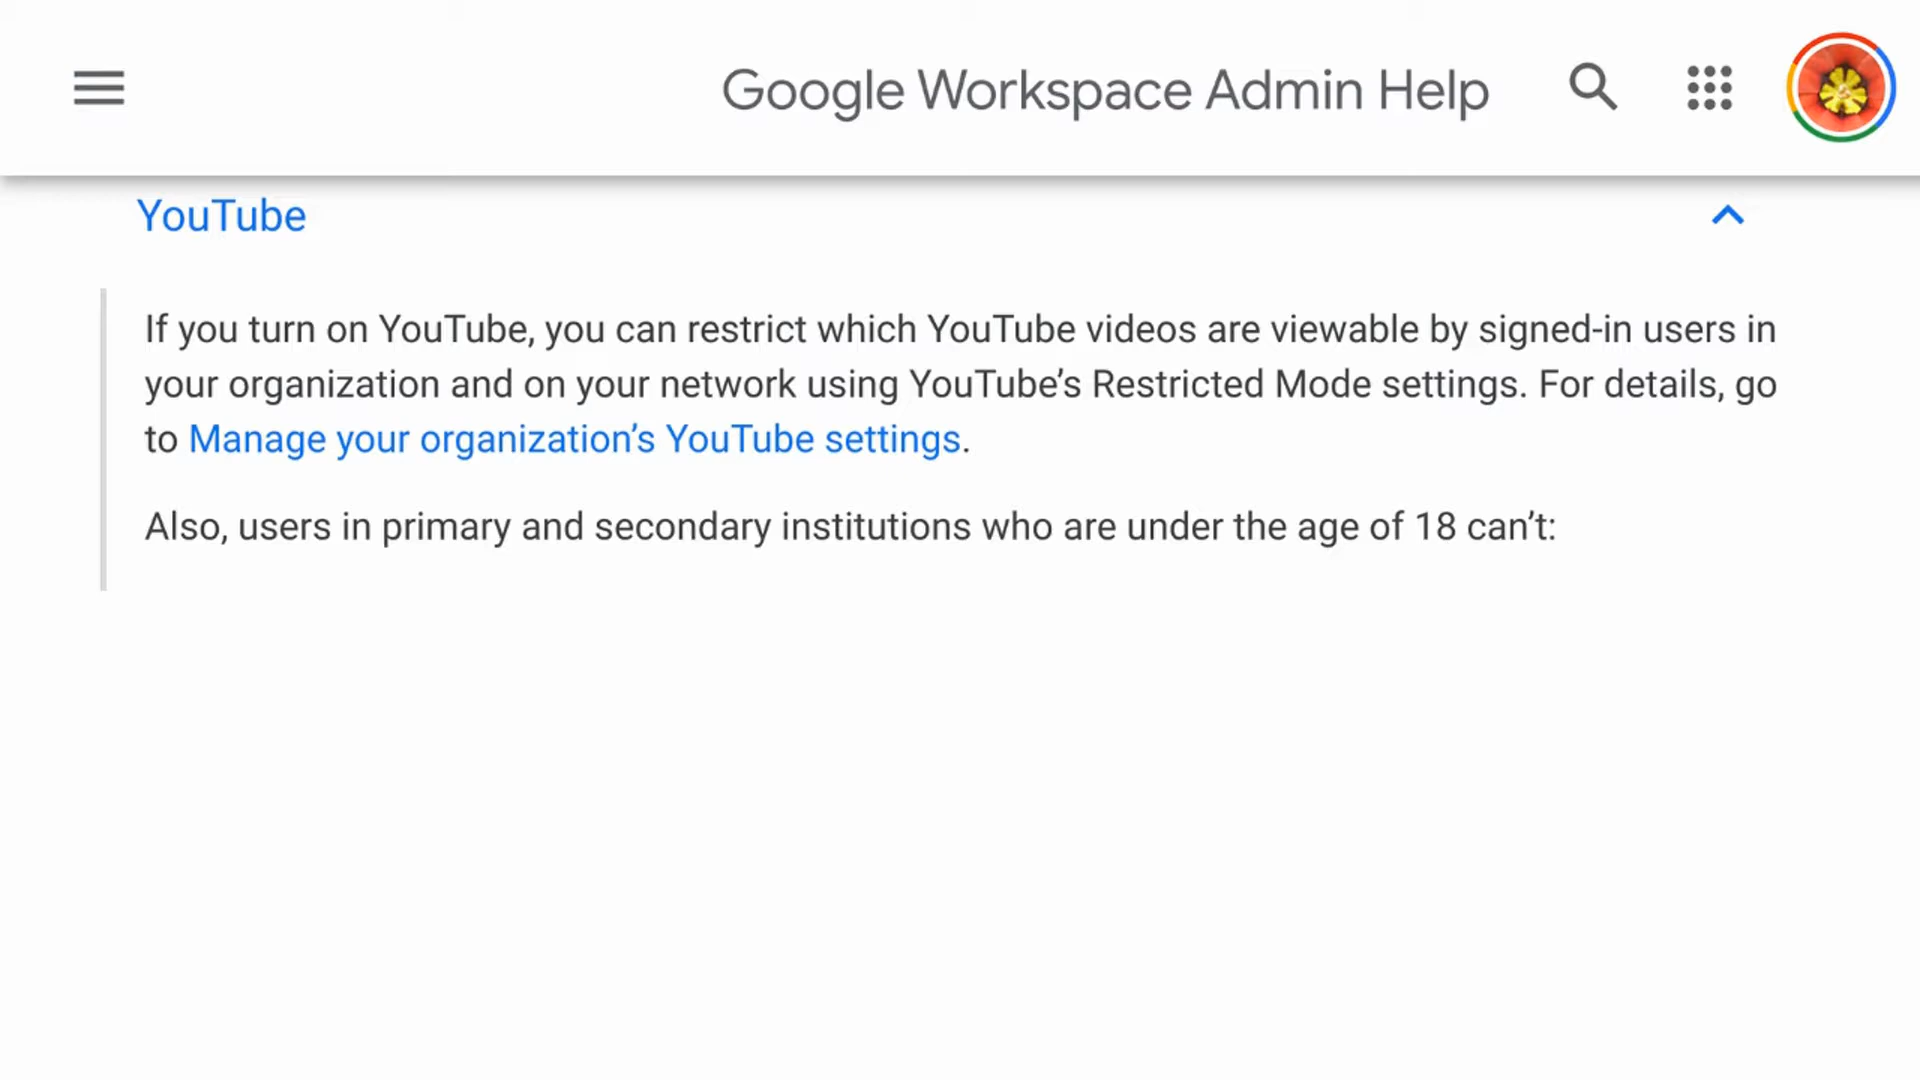 Google Workspace Admin Help
YouTube
If you turn on YouTube, you can restrict which YouTube videos are viewable by signed-in users in
your organization and on your network using YouTube’s Restricted Mode settings. For details, go
to Manage your organization’s YouTube settings.
Also, users in primary and secondary institutions who are under the age of 18 can’t: